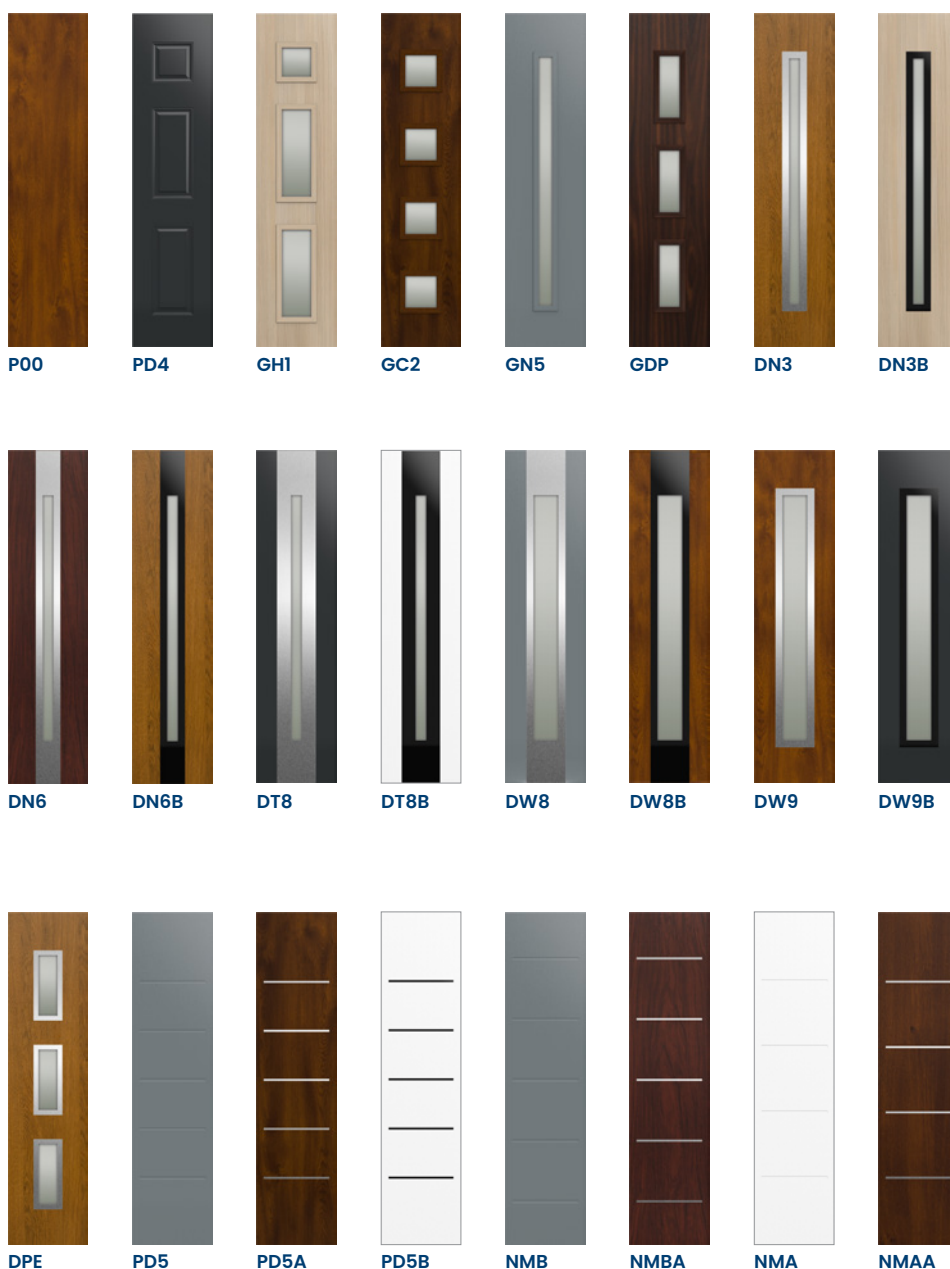 P00 PD4 GH1 GC2 GN5 GDP DN3 DN3B
DN6 DN6B DT8 DT8B DW8 DW8B DW9 DW9B
DPE PD5 PD5A PD5B NMB NMBA NMA NMAA